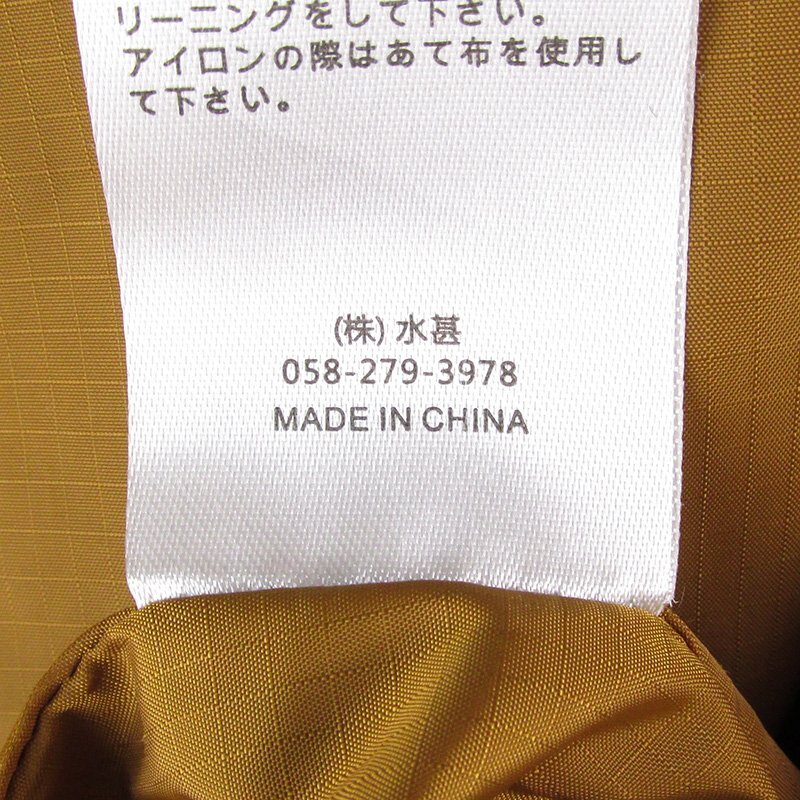 リーニングをして下さい。
アイロンの際はあて布を使用し
て下さい。
(株) 水甚
058-279-3978
MADE IN CHINA